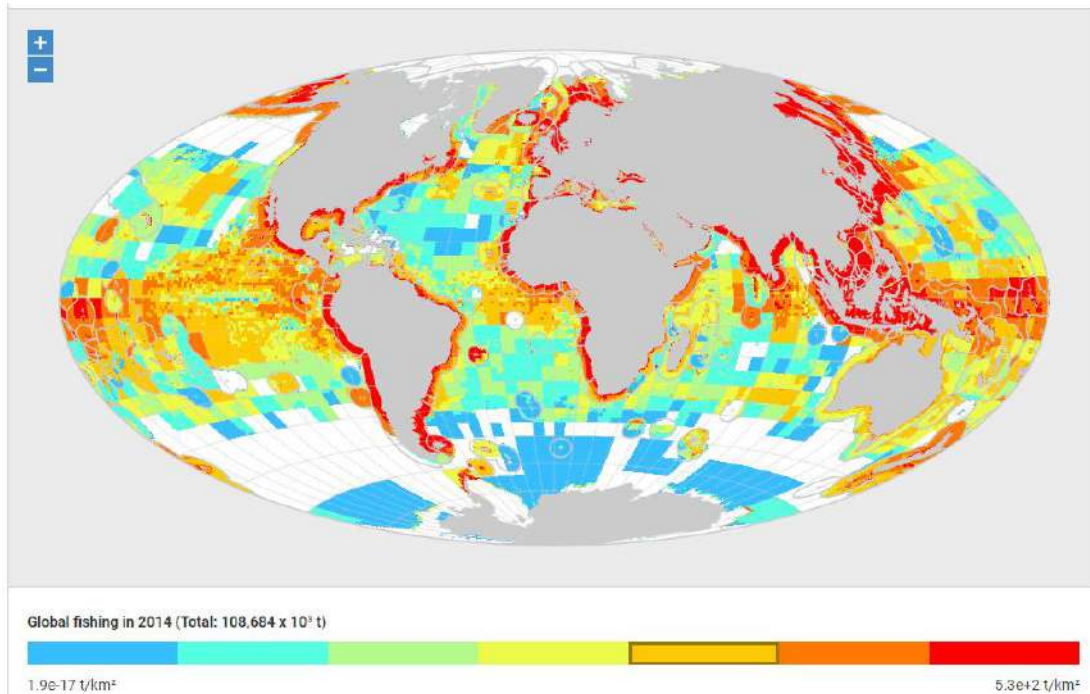 +
−
Global fishing in 2014 (Total: 108,684 x 10³ t)
1.9e-17 t/km² 5.3e+2 t/km²